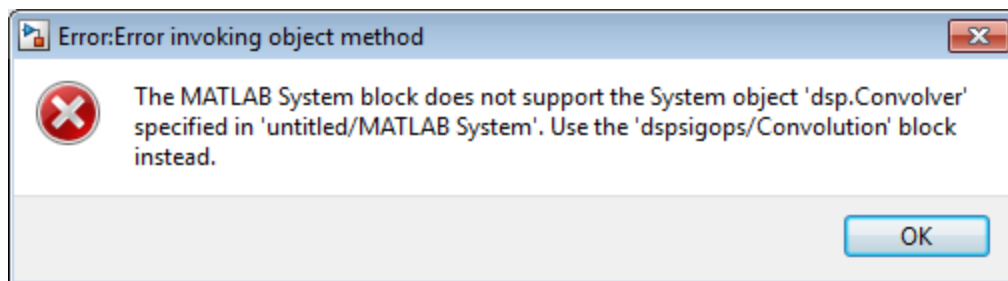 Error:Error invoking object method
The MATLAB System block does not support the System object 'dsp.Convolver'
specified in 'untitled/MATLAB System'. Use the 'dspsigops/Convolution' block
instead.
OK